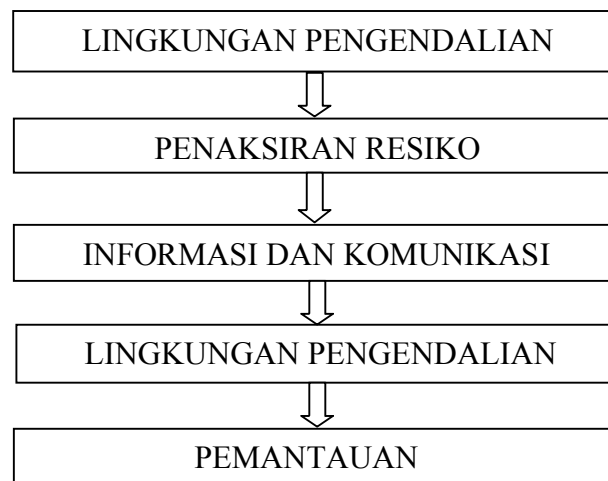 LINGKUNGAN PENGENDALIAN
PENAKSIRAN RESIKO
INFORMASI DAN KOMUNIKASI
LINGKUNGAN PENGENDALIAN
PEMANTAUAN